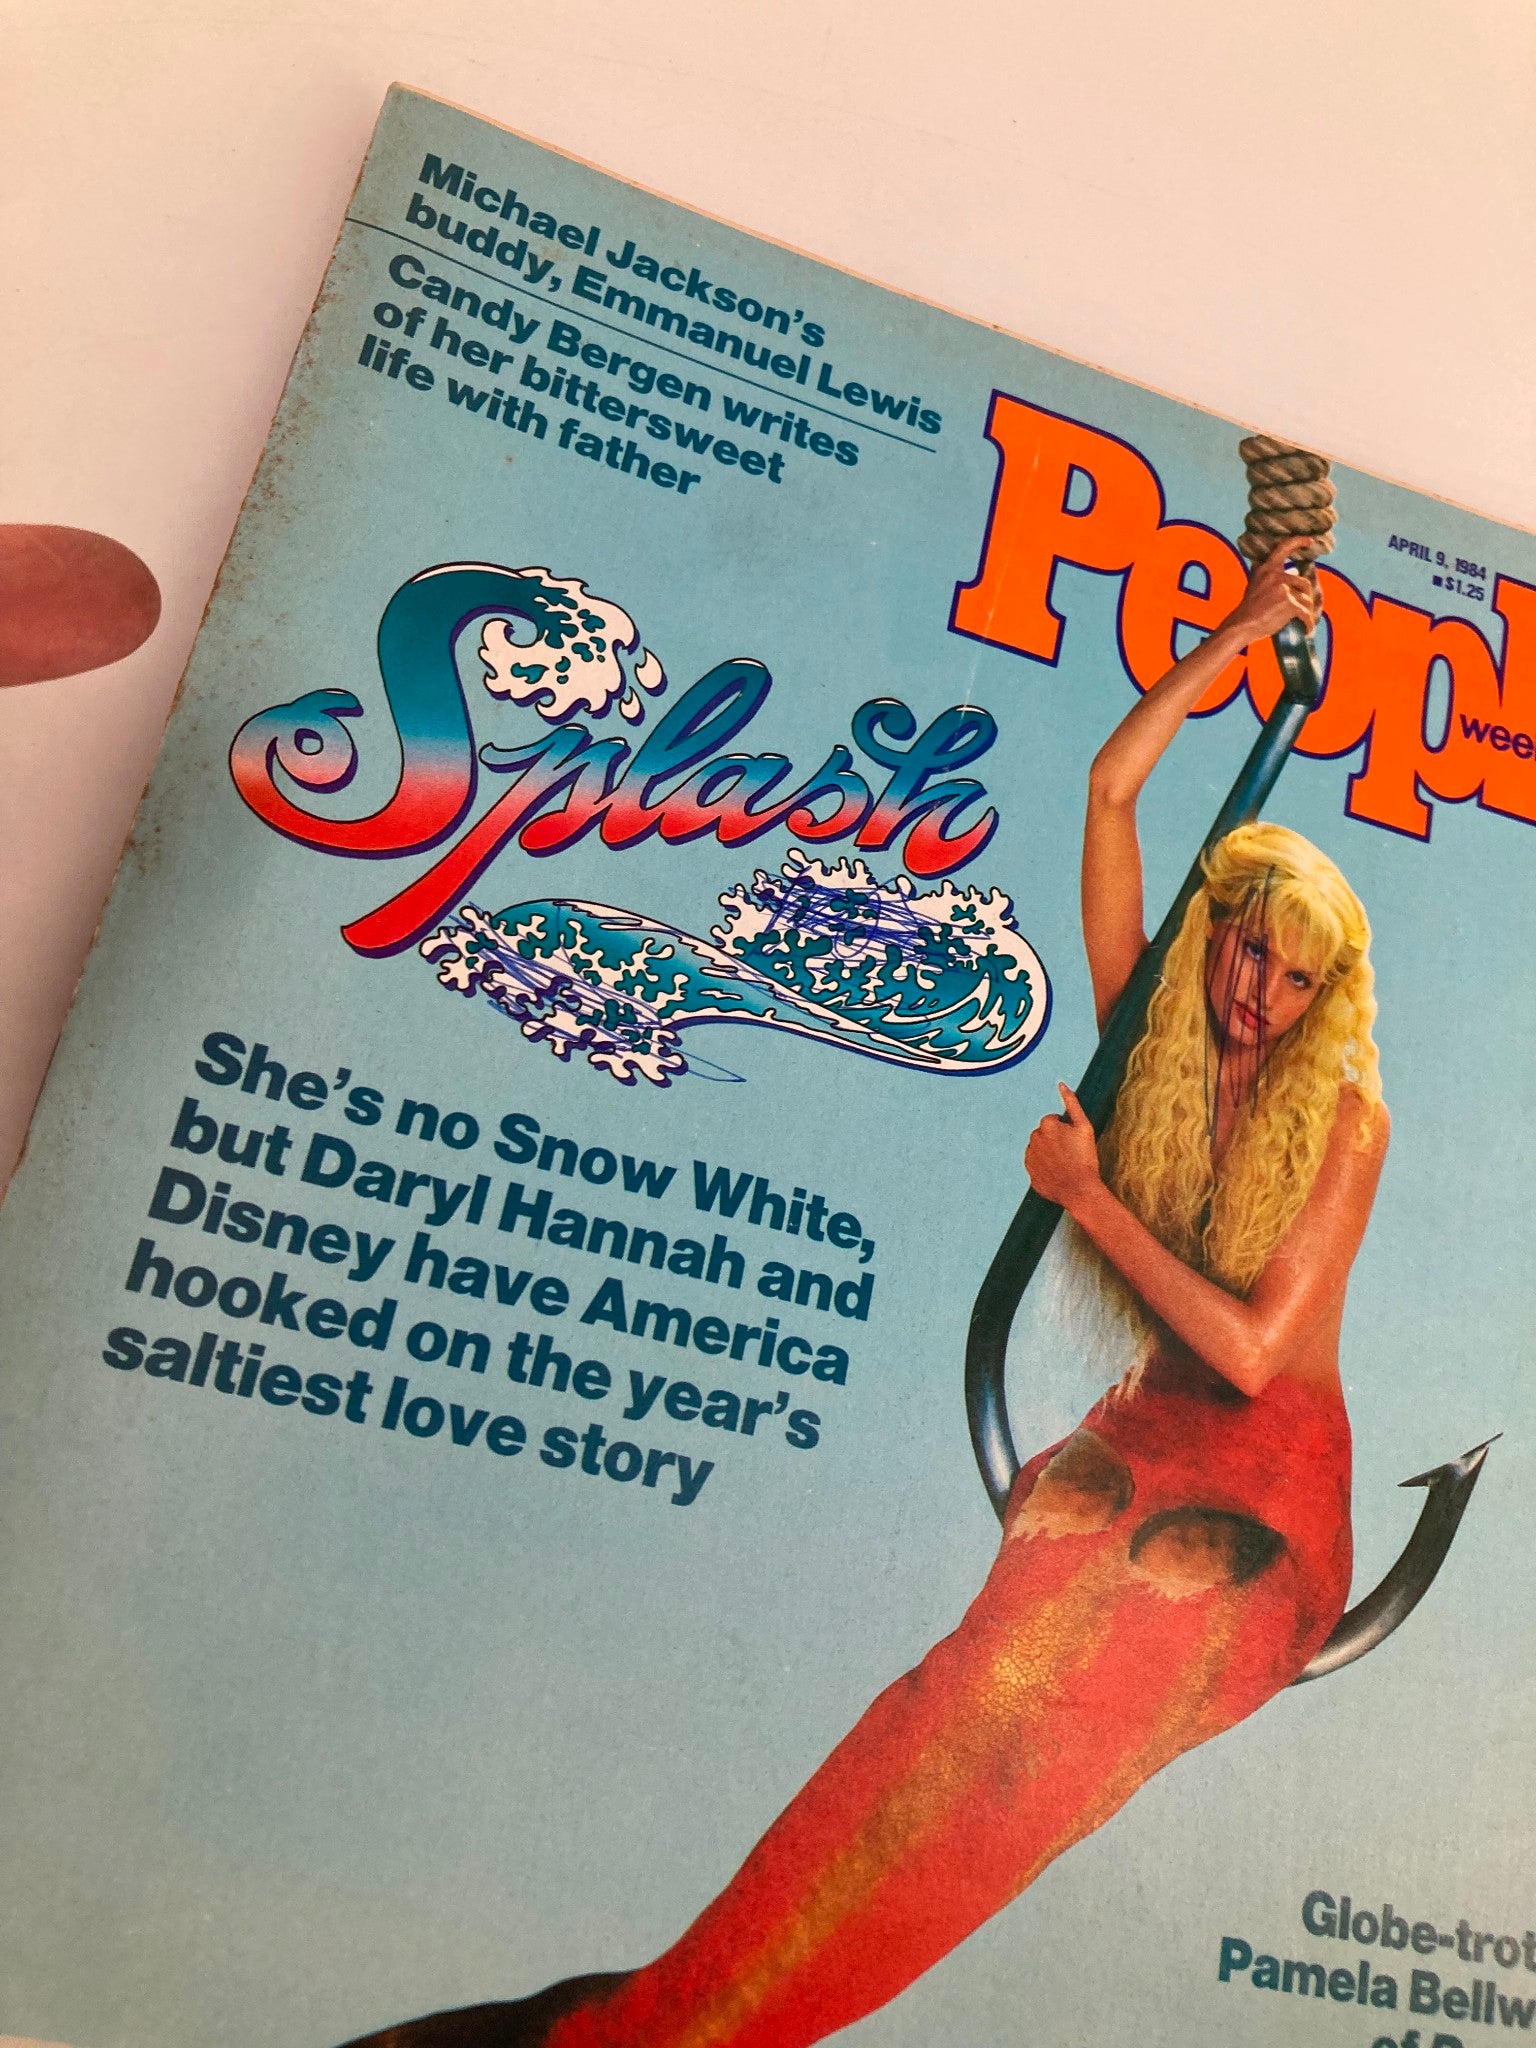 Michael Jackson's
buddy, Emmanuel Lewis
Candy Bergen writes
of her bittersweet
life with father
People
APRIL 9, 1984
■ $1.25
Splash
She's no Snow White,
but Daryl Hannah and
Disney have America
hooked on the year's
saltiest love story
Pamela